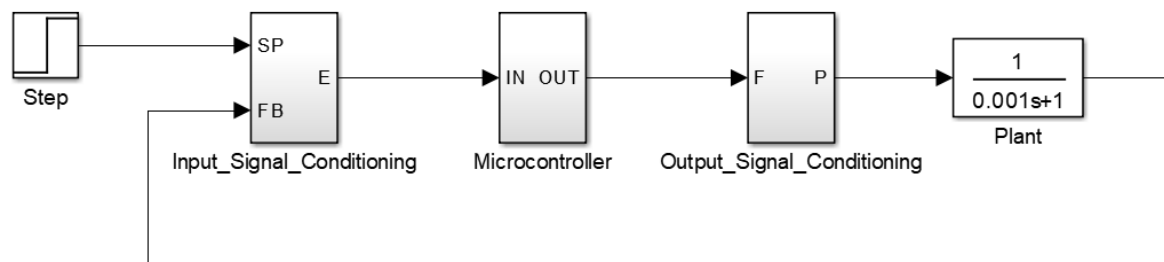 Step
SP
FB
E
Input_Signal_Conditioning
IN OUT
Microcontroller
F P
Output_Signal_Conditioning
1
0.001s+1
Plant